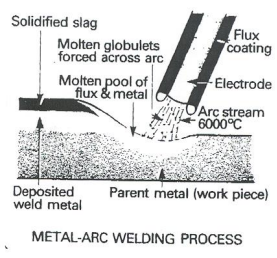 Solidified slag
Molten globulets
forced across arc
Molten pool of
flux & metal
Flux
coating
Electrode
Arc stream
6000°C
Deposited
weld metal
Parent metal (work piece)
METAL-ARC WELDING PROCESS